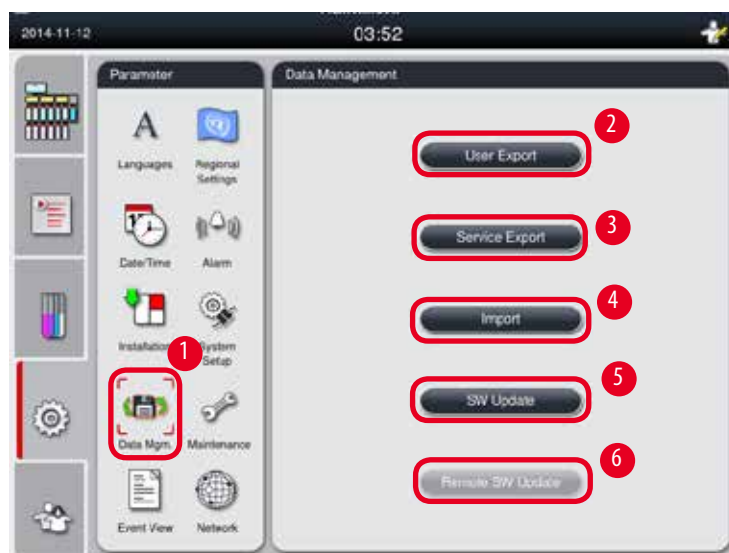 2014-11-12
03:52
Parameter
Data Management
Languages
Regional
Settings
Date/Time
Alarm
Installation
System
Setup
Data Mgm.
Maintenance
Event View
Network
1
2
User Export
3
Service Export
4
Import
5
SW Update
6
Remote SW Update